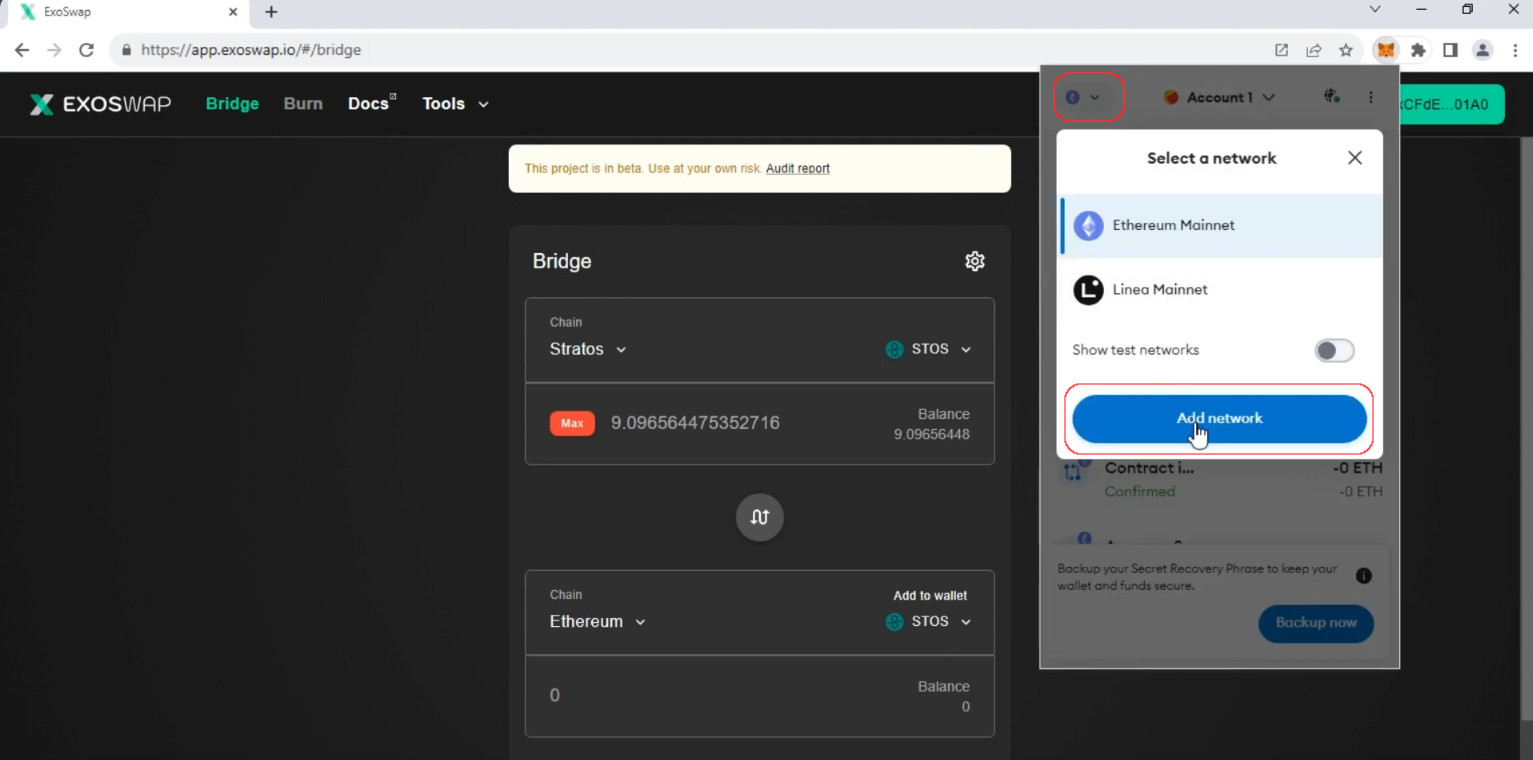 ExoSwap
https://app.exoswap.io/#/bridge
EXOSWAP
Bridge
Burn
Docs
Tools
Account 1
CFdE...01A0
This project is in beta. Use at your own risk. Audit report
Bridge
Chain
Stratos
STOS
Max
9.096564475352716
Balance
9.09656448
Chain
Add to wallet
Ethereum
STOS
0
Balance
0
Select a network
Ethereum Mainnet
Linea Mainnet
Show test networks
Add network
Contract i...
-0 ETH
Confirmed
-0 ETH
Backup your Secret Recovery Phrase to keep your
wallet and funds secure.
Backup now